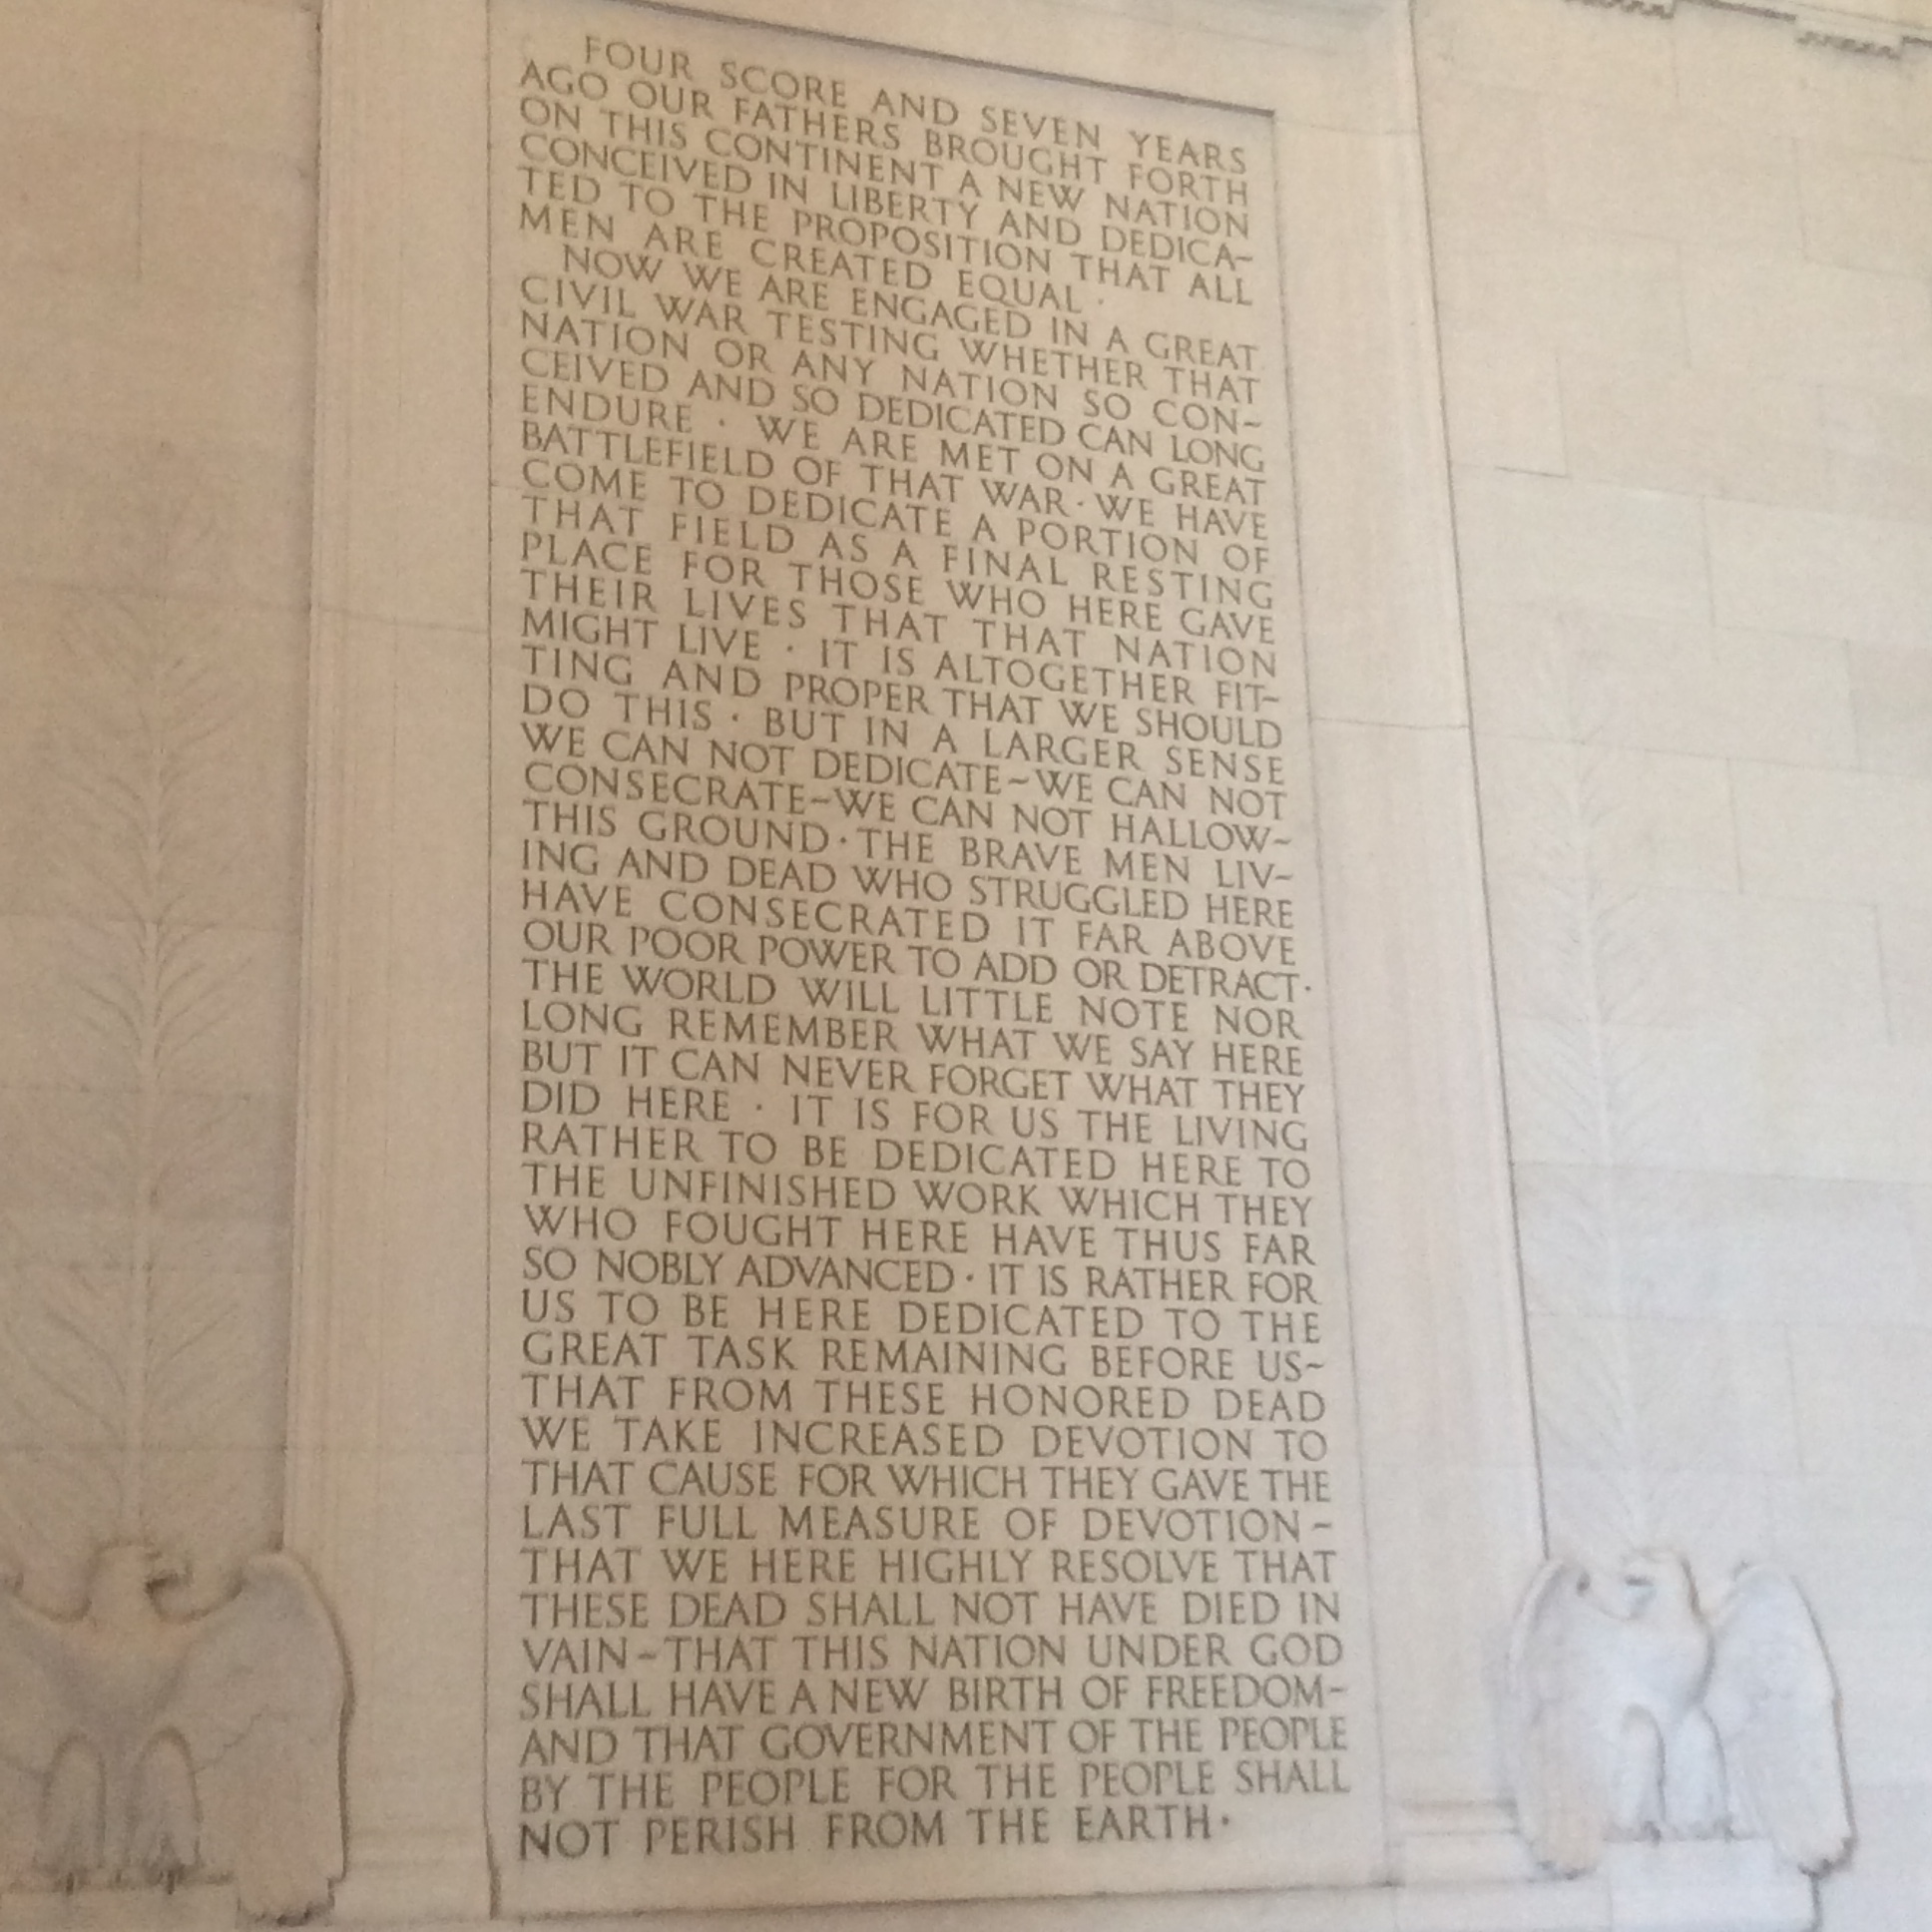 FOUR SCORE AND SEVEN YEARS
AGO OUR FATHERS BROUGHT FORTH
ON THIS CONTINENT A NEW NATION
CONCEIVED IN LIBERTY AND DEDICA~
TED TO THE PROPOSITION THAT ALL
MEN ARE CREATED EQUAL ·
NOW WE ARE ENGAGED IN A GREAT
CIVIL WAR TESTING WHETHER THAT
NATION OR ANY NATION SO CON~
CEIVED AND SO DEDICATED CAN LONG
ENDURE · WE ARE MET ON A GREAT
BATTLEFIELD OF THAT WAR · WE HAVE
COME TO DEDICATE A PORTION OF
THAT FIELD AS A FINAL RESTING
PLACE FOR THOSE WHO HERE GAVE
THEIR LIVES THAT THAT NATION
MIGHT LIVE · IT IS ALTOGETHER FIT~
TING AND PROPER THAT WE SHOULD
DO THIS · BUT IN A LARGER SENSE
WE CAN NOT DEDICATE~WE CAN NOT
CONSECRATE~WE CAN NOT HALLOW~
THIS GROUND · THE BRAVE MEN LIV~
ING AND DEAD WHO STRUGGLED HERE
HAVE CONSECRATED IT FAR ABOVE
OUR POOR POWER TO ADD OR DETRACT ·
THE WORLD WILL LITTLE NOTE NOR
LONG REMEMBER WHAT WE SAY HERE
BUT IT CAN NEVER FORGET WHAT THEY
DID HERE · IT IS FOR US THE LIVING
RATHER TO BE DEDICATED HERE TO
THE UNFINISHED WORK WHICH THEY
WHO FOUGHT HERE HAVE THUS FAR
SO NOBLY ADVANCED · IT IS RATHER FOR
US TO BE HERE DEDICATED TO THE
GREAT TASK REMAINING BEFORE US~
THAT FROM THESE HONORED DEAD
WE TAKE INCREASED DEVOTION TO
THAT CAUSE FOR WHICH THEY GAVE THE
LAST FULL MEASURE OF DEVOTION~
THAT WE HERE HIGHLY RESOLVE THAT
THESE DEAD SHALL NOT HAVE DIED IN
VAIN~THAT THIS NATION UNDER GOD
SHALL HAVE A NEW BIRTH OF FREEDOM~
AND THAT GOVERNMENT OF THE PEOPLE
BY THE PEOPLE FOR THE PEOPLE SHALL
NOT PERISH FROM THE EARTH ·